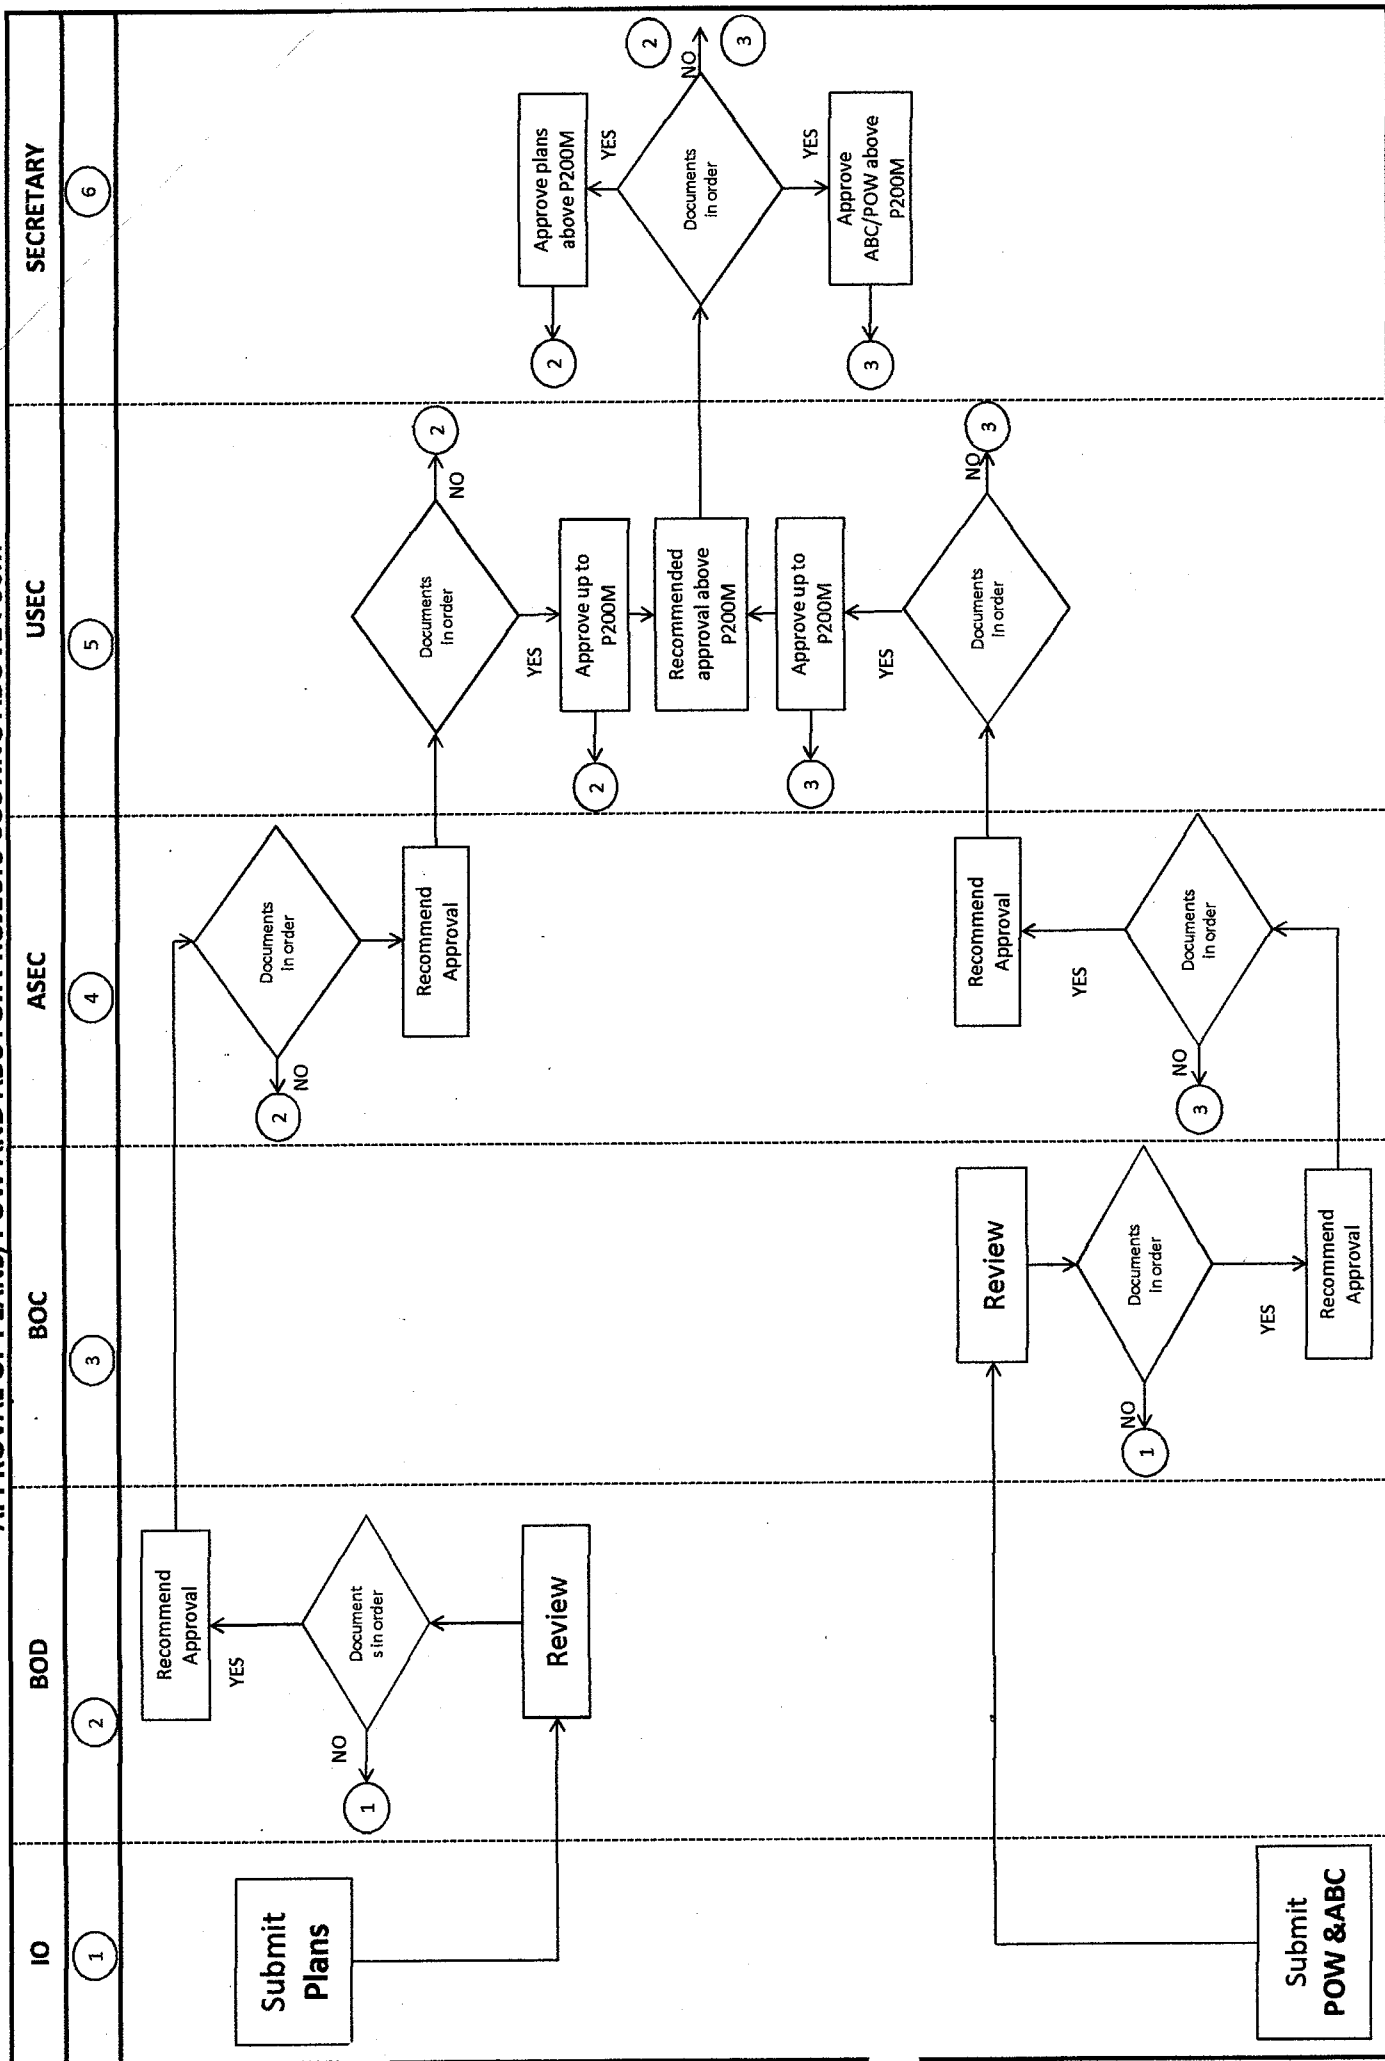 IO
BOD
BOC
ASEC
USEC
SECRETARY
1
2
3
4
5
6
Submit
Plans
Review
Document
s in order
NO
1
YES
Recommend
Approval
Documents
in order
NO
2
Recommend
Approval
Documents
in order
NO
2
YES
Approve up to
P200M
2
Recommended
approval above
P200M
Approve up to
P200M
3
YES
Documents
in order
NO
3
Approve plans
above P200M
2
YES
Documents
in order
NO
2
3
YES
Approve
ABC/POW above
P200M
3
Submit
POW &ABC
Review
Documents
in order
NO
1
YES
Recommend
Approval
Documents
in order
NO
3
YES
Recommend
Approval